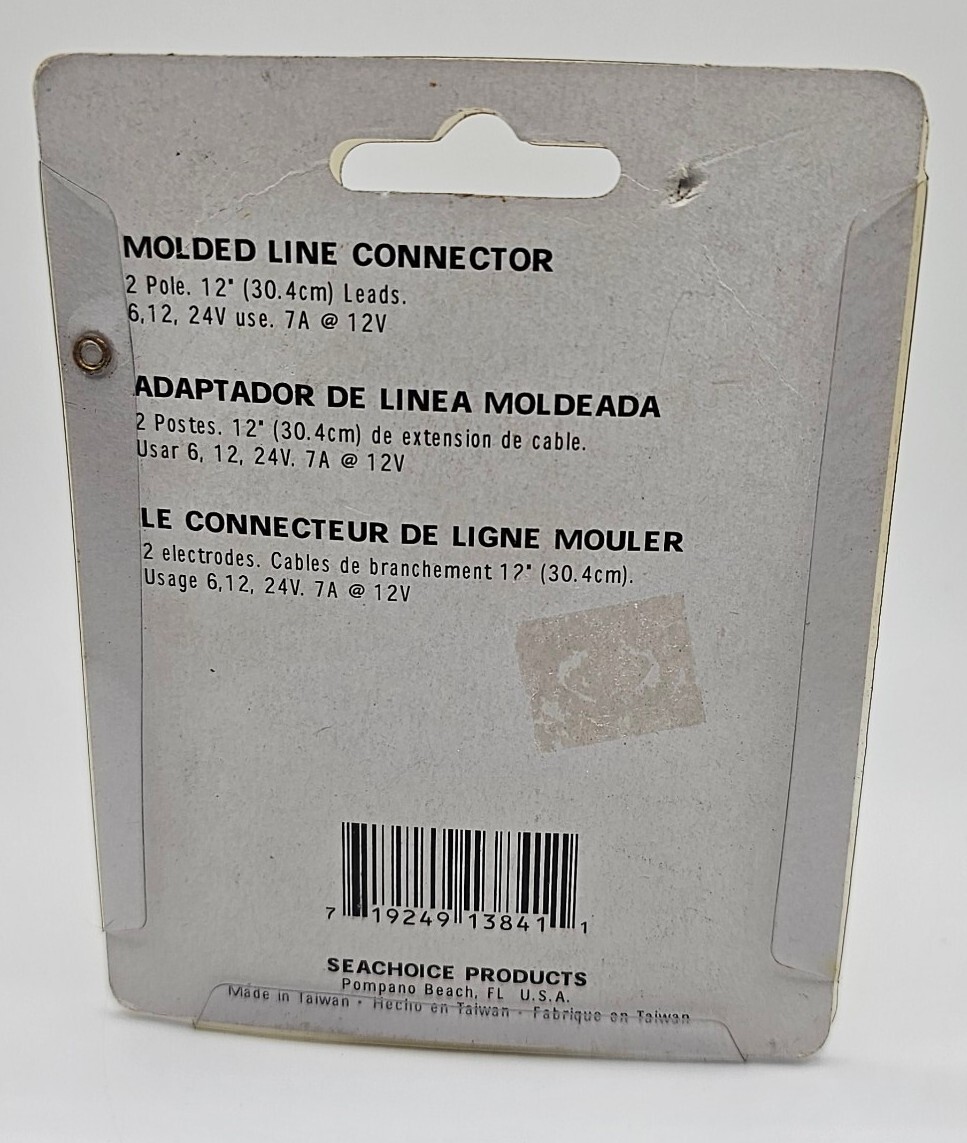 MOLDED LINE CONNECTOR
2 Pole. 12" (30.4cm) Leads.
6,12, 24V use. 7A @ 12V
ADAPTADOR DE LINEA MOLDEADA
2 Postes. 12" (30.4cm) de extension de cable.
Usar 6, 12, 24V. 7A @ 12V
LE CONNECTEUR DE LIGNE MOULER
2 electrodes. Cables de branchement 12" (30.4cm).
Usage 6,12, 24V. 7A @ 12V
7 19249 13841 1
SEACHOICE PRODUCTS
Pompano Beach, FL U.S.A.
Made in Taiwan • Hecho en Taiwan • Fabrique en Taiwan